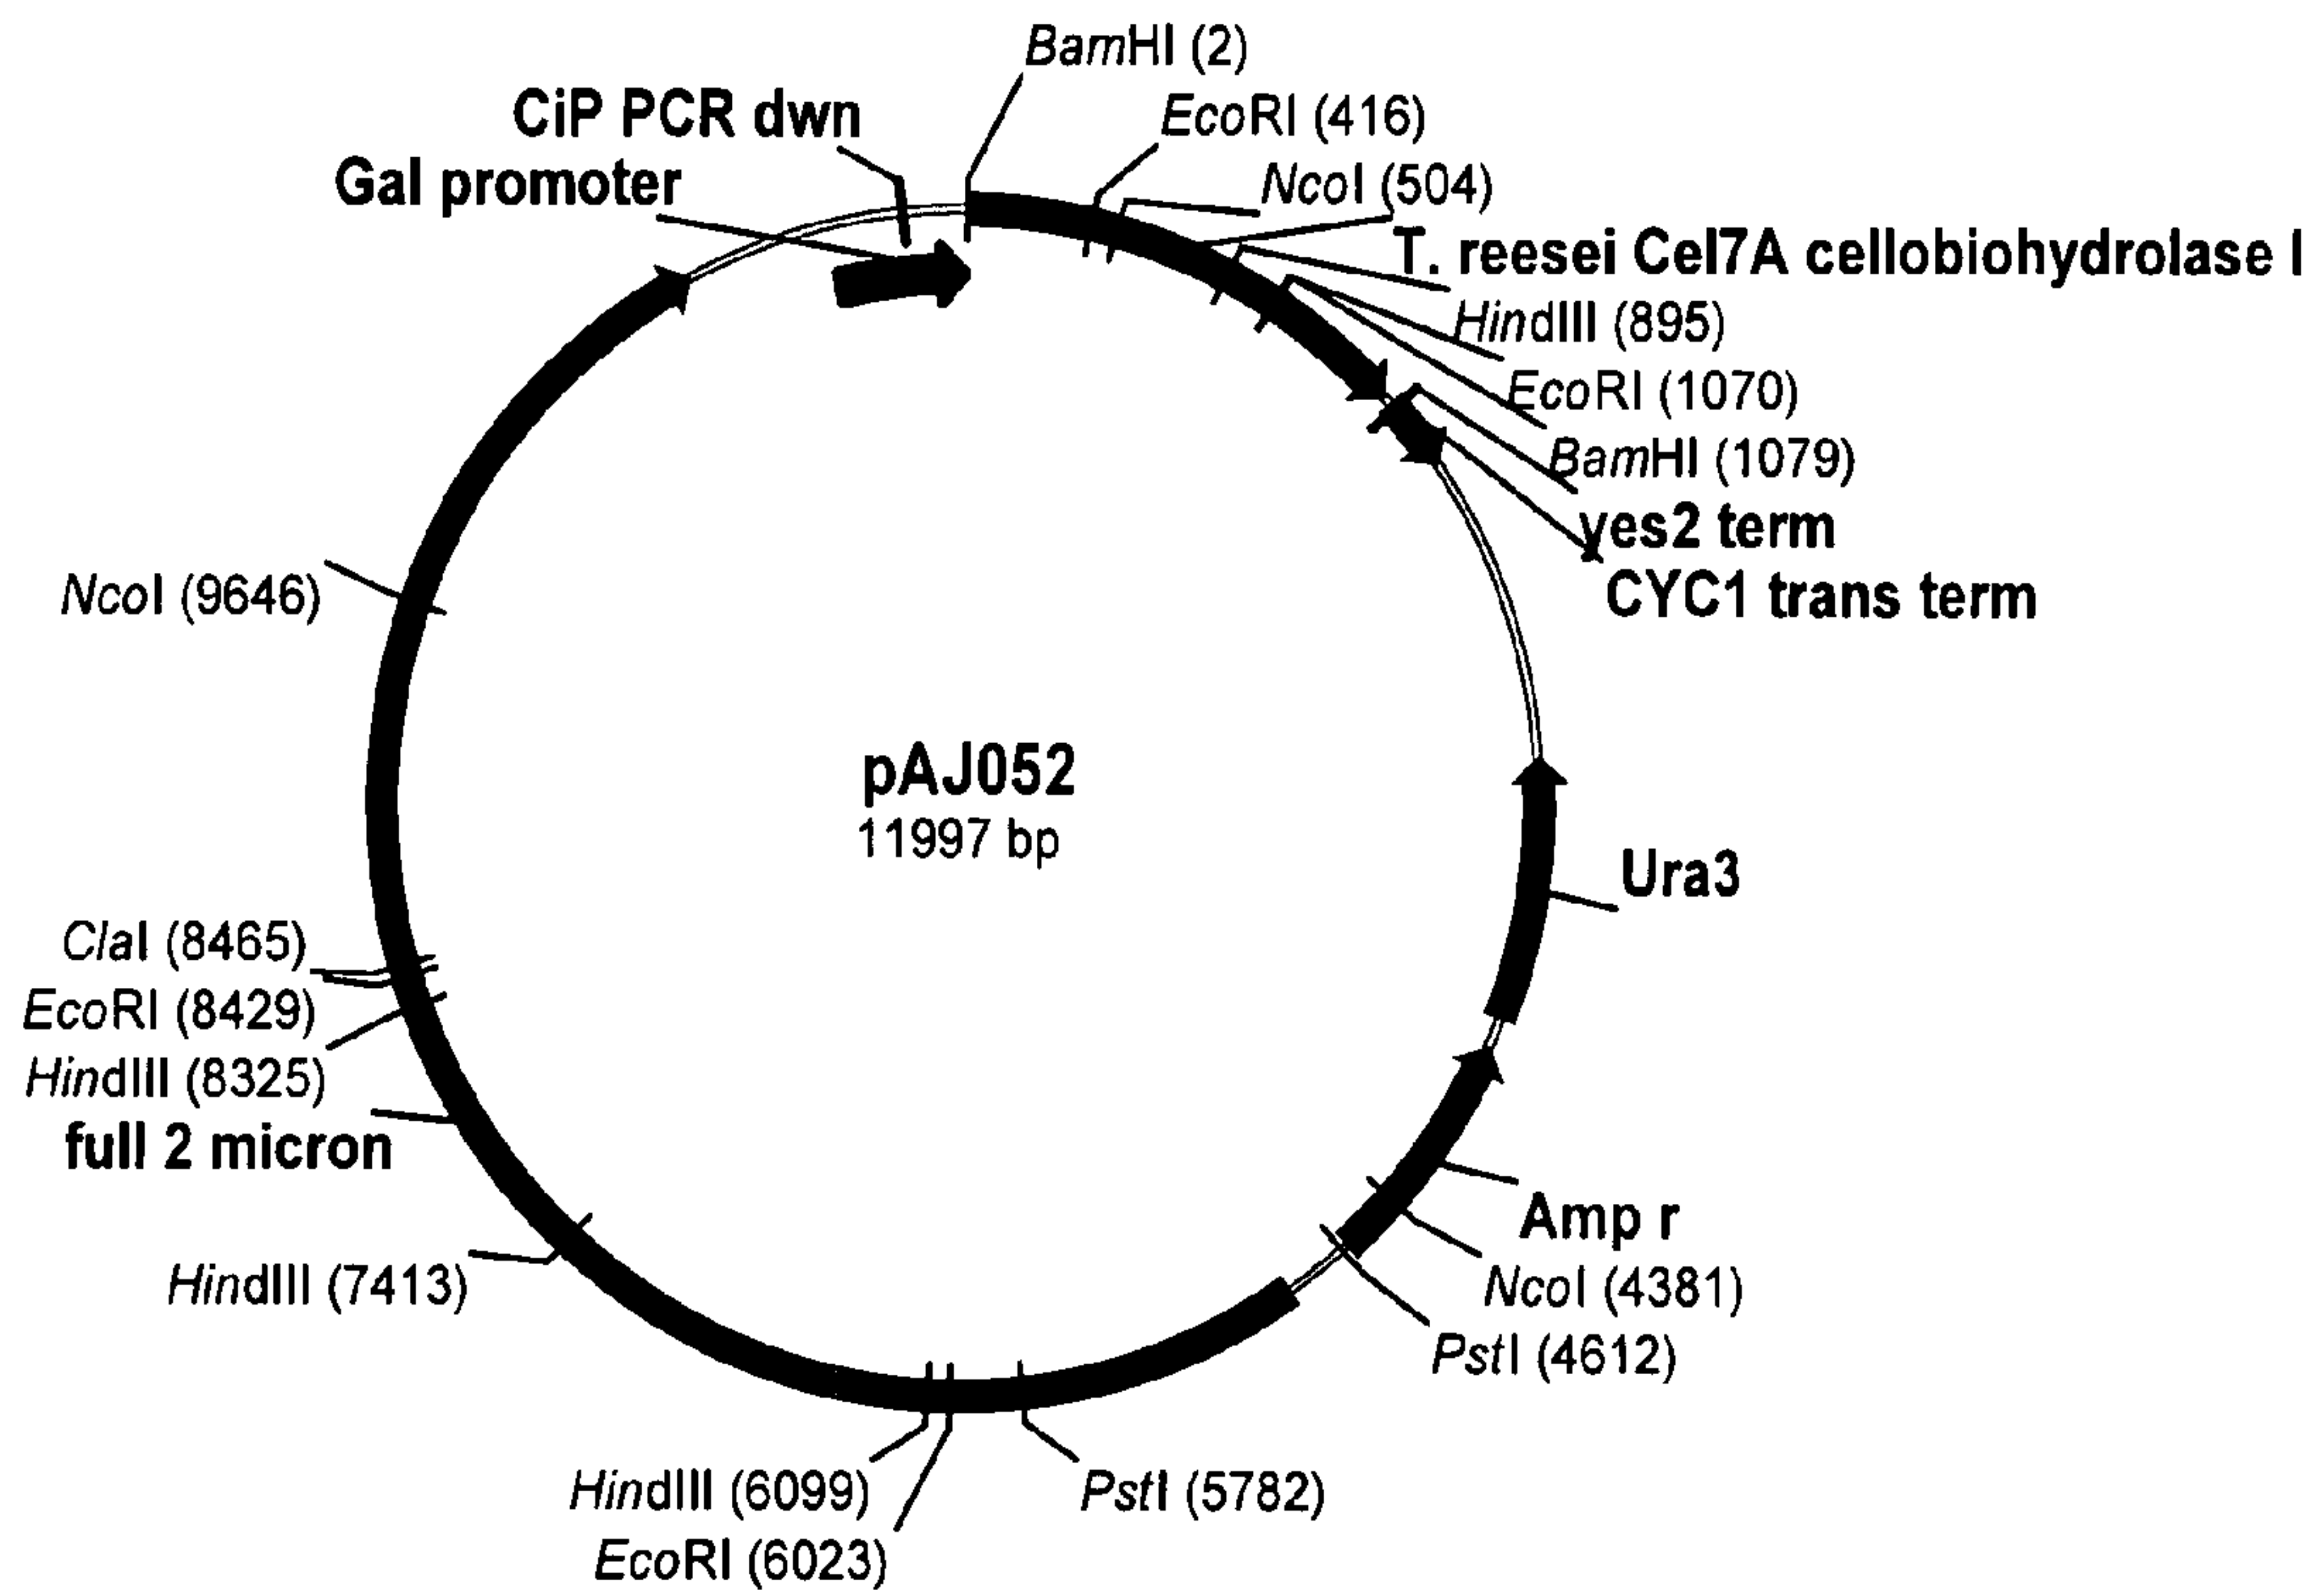 BamHI (2)
CiP PCR dwn
EcoRI (416)
Gal promoter
NcoI (504)
T. reesei Cel7A cellobiohydrolase I
HindIII (895)
EcoRI (1070)
BamHI (1079)
yes2 term
CYC1 trans term
NcoI (9646)
pAJ052
11997 bp
Ura3
ClaI (8465)
EcoRI (8429)
HindIII (8325)
full 2 micron
Amp r
HindIII (7413)
NcoI (4381)
PstI (4612)
HindIII (6099)
PstI (5782)
EcoRI (6023)